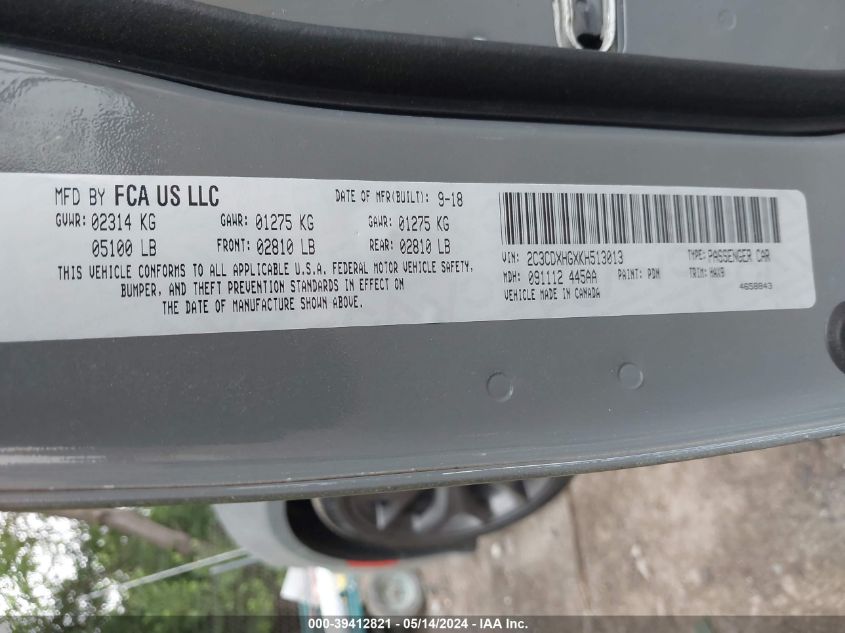 MFD BY FCA US LLC
DATE OF MFR(BUILT): 9-18
GVWR: 02314 KG GAWR: 01275 KG GAWR: 01275 KG
05100 LB FRONT: 02810 LB REAR: 02810 LB
THIS VEHICLE CONFORMS TO ALL APPLICABLE U.S.A. FEDERAL MOTOR VEHICLE SAFETY,
BUMPER, AND THEFT PREVENTION STANDARDS IN EFFECT ON
THE DATE OF MANUFACTURE SHOWN ABOVE.
VIN: 2C3CDXHGXKH513013 TYPE: PASSENGER CAR
MDH: 091112 445AA PAINT: PDN TRIM: HAX9
VEHICLE MADE IN CANADA 4658843
000-39412821 / 05/14/2024 - IAA Inc.